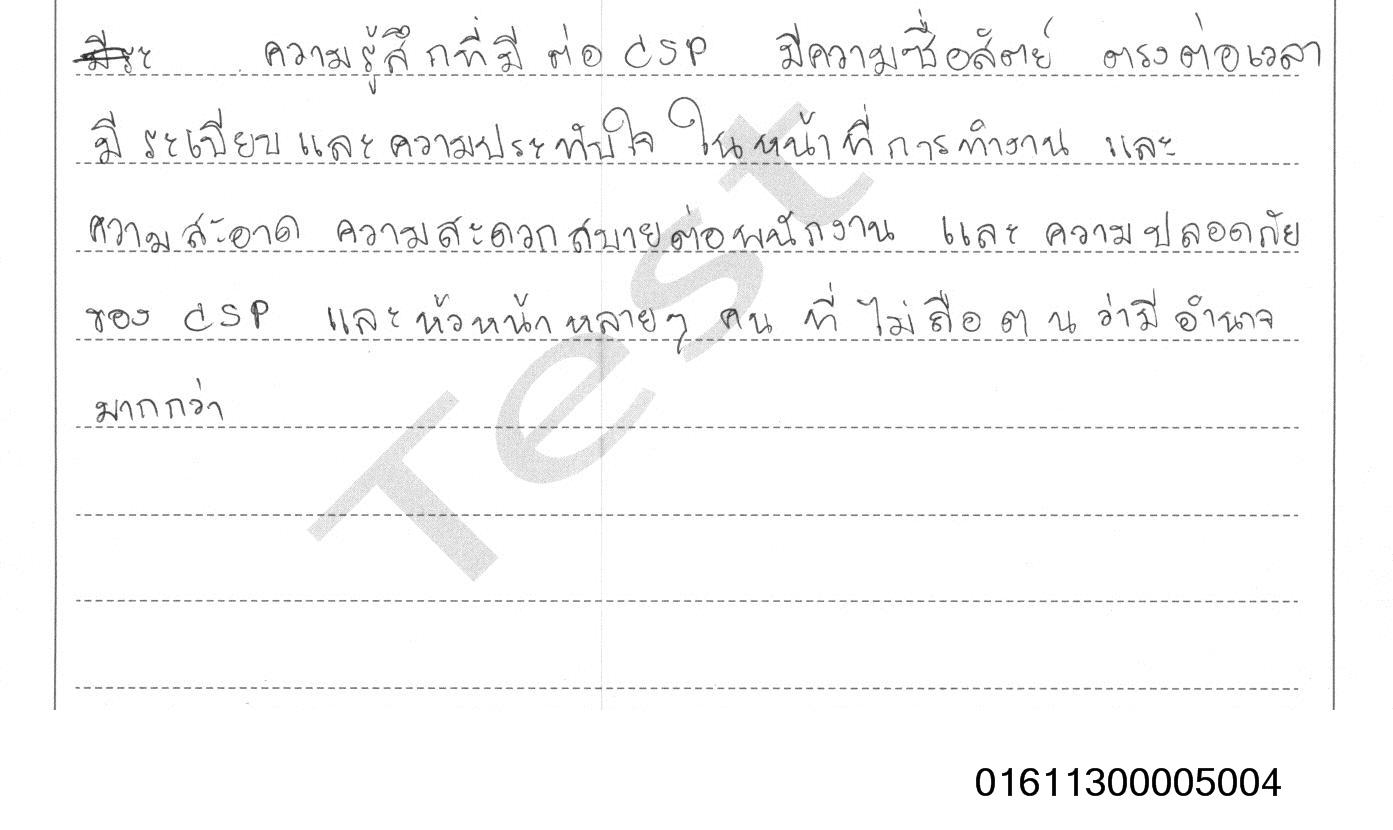 มีระ ความรู้สึกที่มี ต่อ CSP มีความซื่อสัตย์ ตรงต่อเวลา
มี ระเบียบ และ ความประทับใจ ในหน้าที่การทำงาน และ
ความสะอาด ความสะดวกสบายต่อพนักงาน และ ความปลอดภัย
ของ CSP และหัวหน้าหลายๆ คน ที่ ไม่ถือ ตนว่ามี อำนาจ
มากกว่า
Test
01611300005004